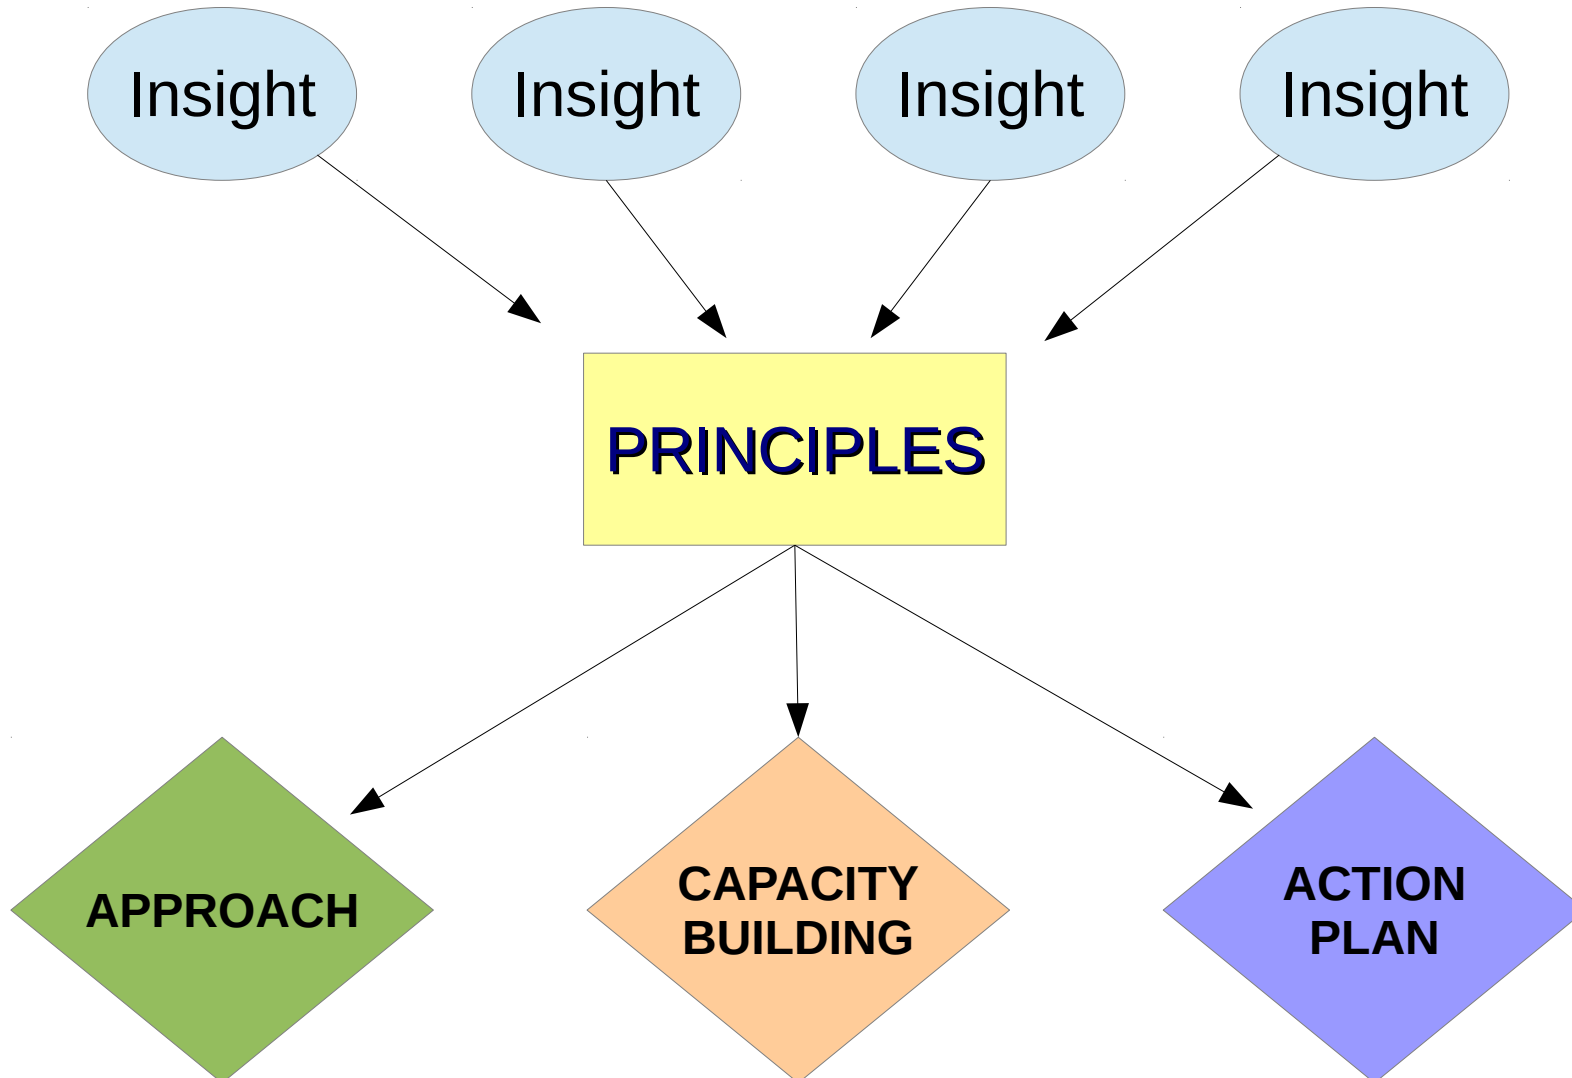 Insight
Insight
Insight
Insight
PRINCIPLES
APPROACH
CAPACITY
BUILDING
ACTION
PLAN